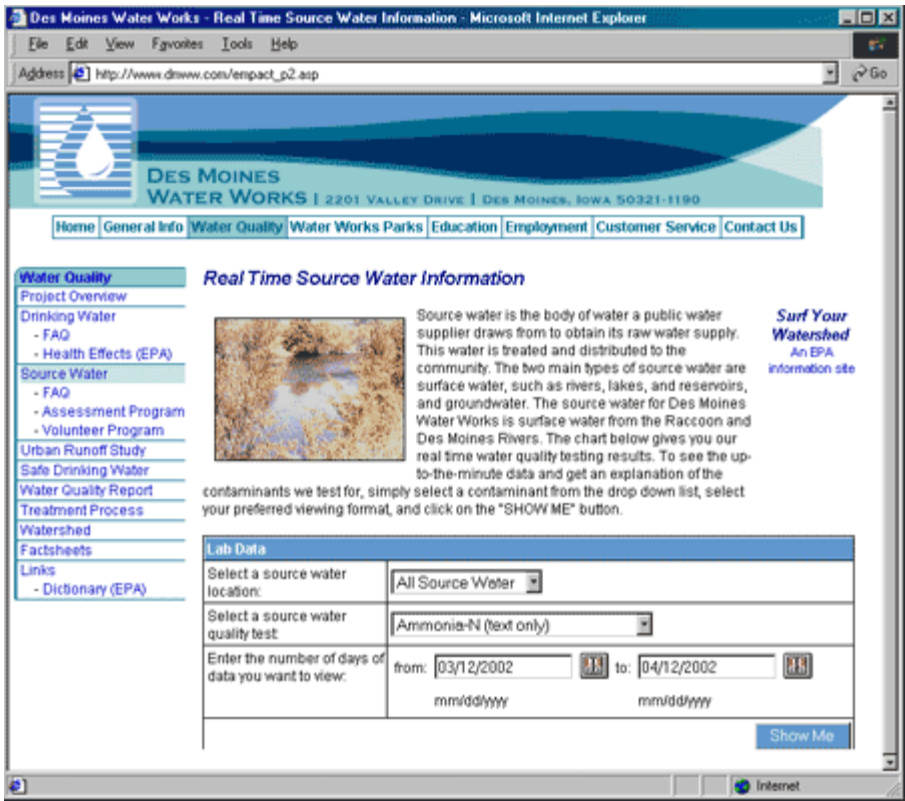 Des Moines Water Works - Real Time Source Water Information - Microsoft Internet Explorer
File Edit View Favorites Tools Help
Address http://www.dmww.com/empact_p2.asp Go
DES MOINES
WATER WORKS | 2201 VALLEY DRIVE | DES MOINES, IOWA 50321-1190
Home General Info Water Quality Water Works Parks Education Employment Customer Service Contact Us
Water Quality
Project Overview
Drinking Water
- FAQ
- Health Effects (EPA)
Source Water
- FAQ
- Assessment Program
- Volunteer Program
Urban Runoff Study
Safe Drinking Water
Water Quality Report
Treatment Process
Watershed
Factsheets
Links
- Dictionary (EPA)
Real Time Source Water Information
Source water is the body of water a public water
supplier draws from to obtain its raw water supply.
This water is treated and distributed to the
community. The two main types of source water are
surface water, such as rivers, lakes, and reservoirs,
and groundwater. The source water for Des Moines
Water Works is surface water from the Raccoon and
Des Moines Rivers. The chart below gives you our
real time water quality testing results. To see the up-
to-the-minute data and get an explanation of the
contaminants we test for, simply select a contaminant from the drop down list, select
your preferred viewing format, and click on the "SHOW ME" button.
Surf Your
Watershed
An EPA
information site
Lab Data
Select a source water
location:
All Source Water
Select a source water
quality test:
Ammonia-N (text only)
Enter the number of days of
data you want to view:
from: 03/12/2002 to: 04/12/2002
mm/dd/yyyy mm/dd/yyyy
Show Me
Internet